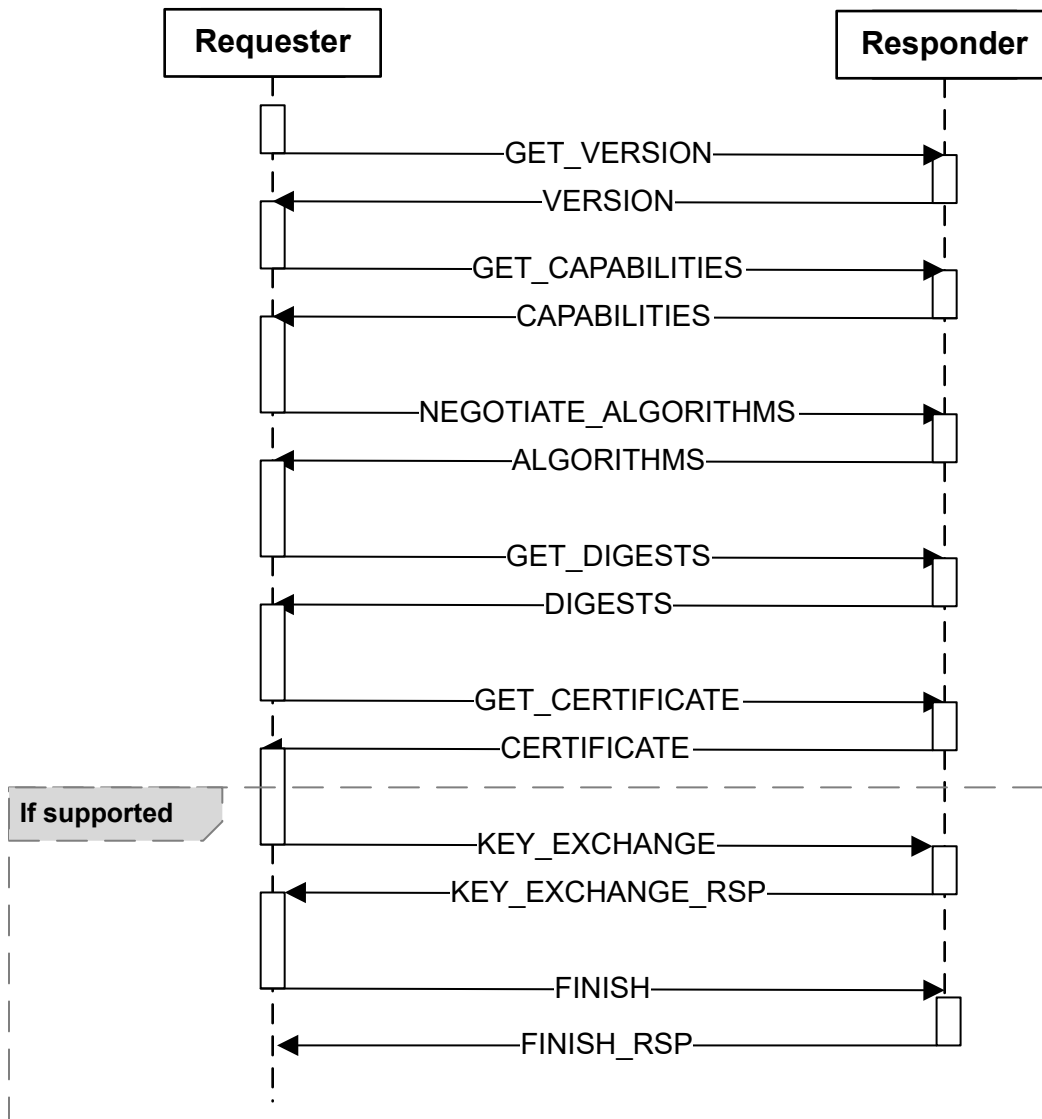 Requester
Responder
GET_VERSION
VERSION
GET_CAPABILITIES
CAPABILITIES
NEGOTIATE_ALGORITHMS
ALGORITHMS
GET_DIGESTS
DIGESTS
GET_CERTIFICATE
CERTIFICATE
If supported
KEY_EXCHANGE
KEY_EXCHANGE_RSP
FINISH
FINISH_RSP